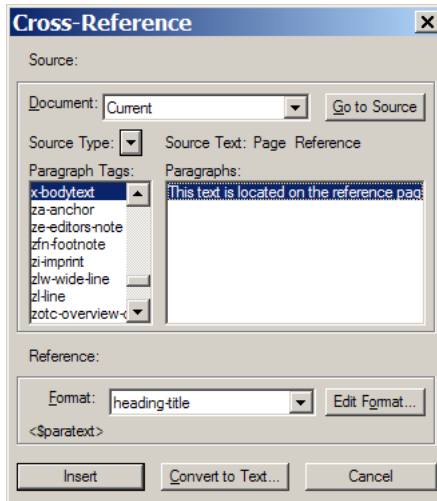 Cross-Reference
Source:
Document: Current Go to Source
Source Type: Source Text: Page Reference
Paragraph Tags: Paragraphs:
x-bodytext This text is located on the reference pag
za-anchor
ze-editors-note
zfn-footnote
zi-imprint
zlw-wide-line
zl-line
zotc-overview-
Reference:
Format: heading-title Edit Format...
<$paratext>
Insert Convert to Text... Cancel